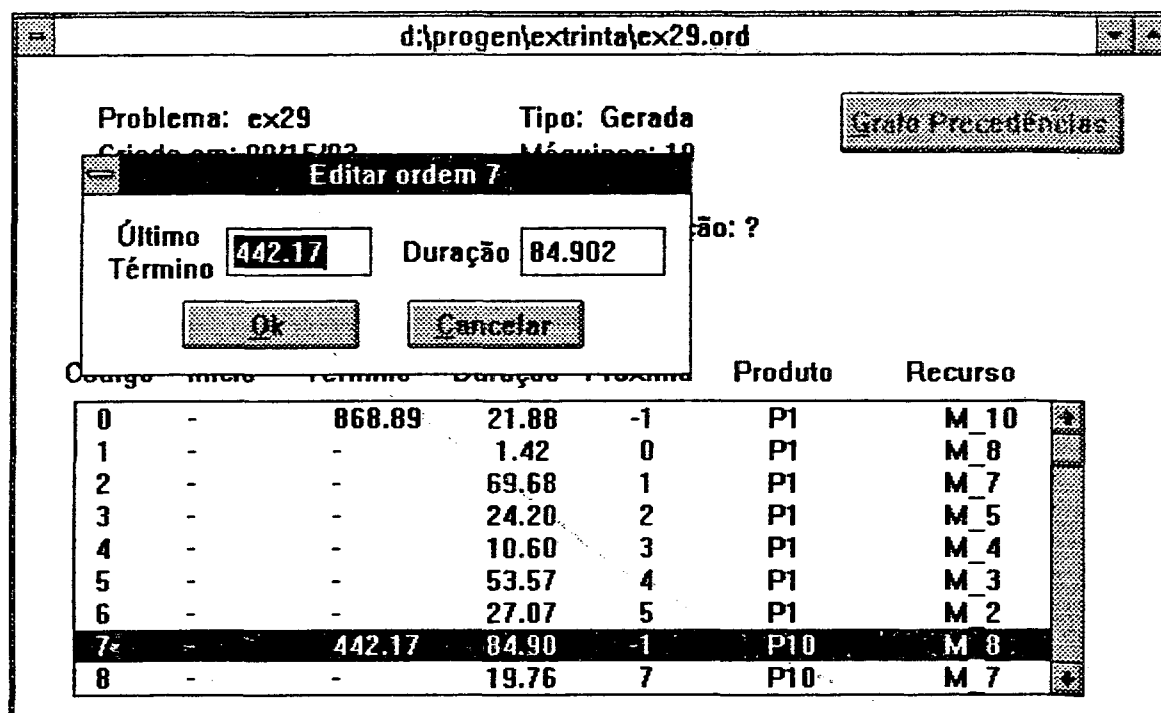 d:\progen\extrinta\ex29.ord
Problema: ex29 Tipo: Gerada Grafo Precedências
Editar ordem 7
ção: ?
Último Término 442.17 Duração 84.902
Ok Cancelar
Produto Recurso
0 - 868.89 21.88 -1 P1 M_10
1 - - 1.42 0 P1 M_8
2 - - 69.68 1 P1 M_7
3 - - 24.20 2 P1 M_5
4 - - 10.60 3 P1 M_4
5 - - 53.57 4 P1 M_3
6 - - 27.07 5 P1 M_2
7 - 442.17 84.90 -1 P10 M_8
8 - - 19.76 7 P10 M_7